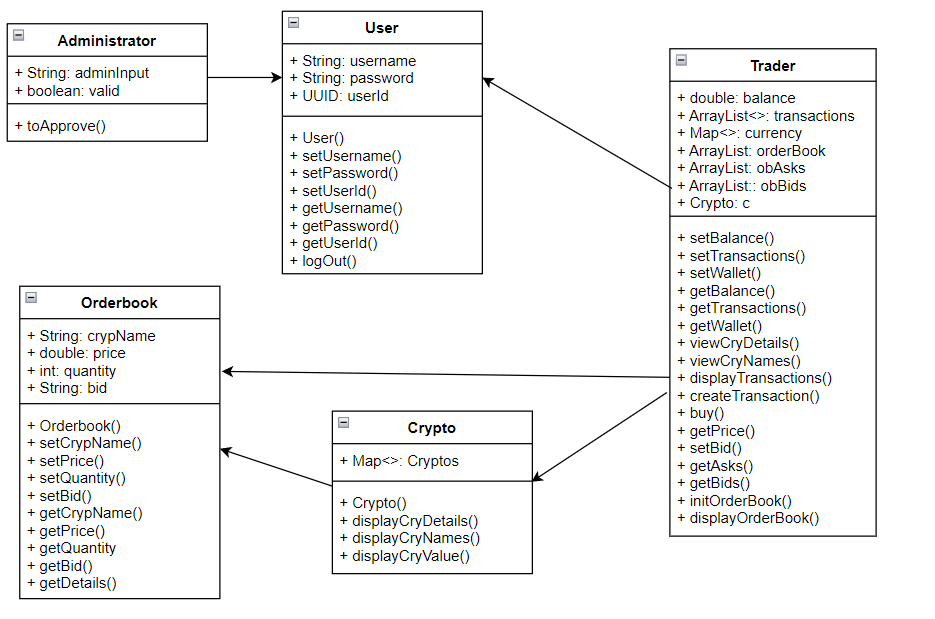 Administrator
+ String: adminInput
+ boolean: valid
+ toApprove()
User
+ String: username
+ String: password
+ UUID: userId
+ User()
+ setUsername()
+ setPassword()
+ setUserId()
+ getUsername()
+ getPassword()
+ getUserId()
+ logOut()
Trader
+ double: balance
+ ArrayList<>: transactions
+ Map<>: currency
+ ArrayList: orderBook
+ ArrayList: obAsks
+ ArrayList:: obBids
+ Crypto: c
+ setBalance()
+ setTransactions()
+ setWallet()
+ getBalance()
+ getTransactions()
+ getWallet()
+ viewCryDetails()
+ viewCryNames()
+ displayTransactions()
+ createTransaction()
+ buy()
+ getPrice()
+ setBid()
+ getAsks()
+ getBids()
+ initOrderBook()
+ displayOrderBook()
Orderbook
+ String: crypName
+ double: price
+ int: quantity
+ String: bid
+ Orderbook()
+ setCrypName()
+ setPrice()
+ setQuantity()
+ setBid()
+ getCrypName()
+ getPrice()
+ getQuantity
+ getBid()
+ getDetails()
Crypto
+ Map<>: Cryptos
+ Crypto()
+ displayCryDetails()
+ displayCryNames()
+ displayCryValue()